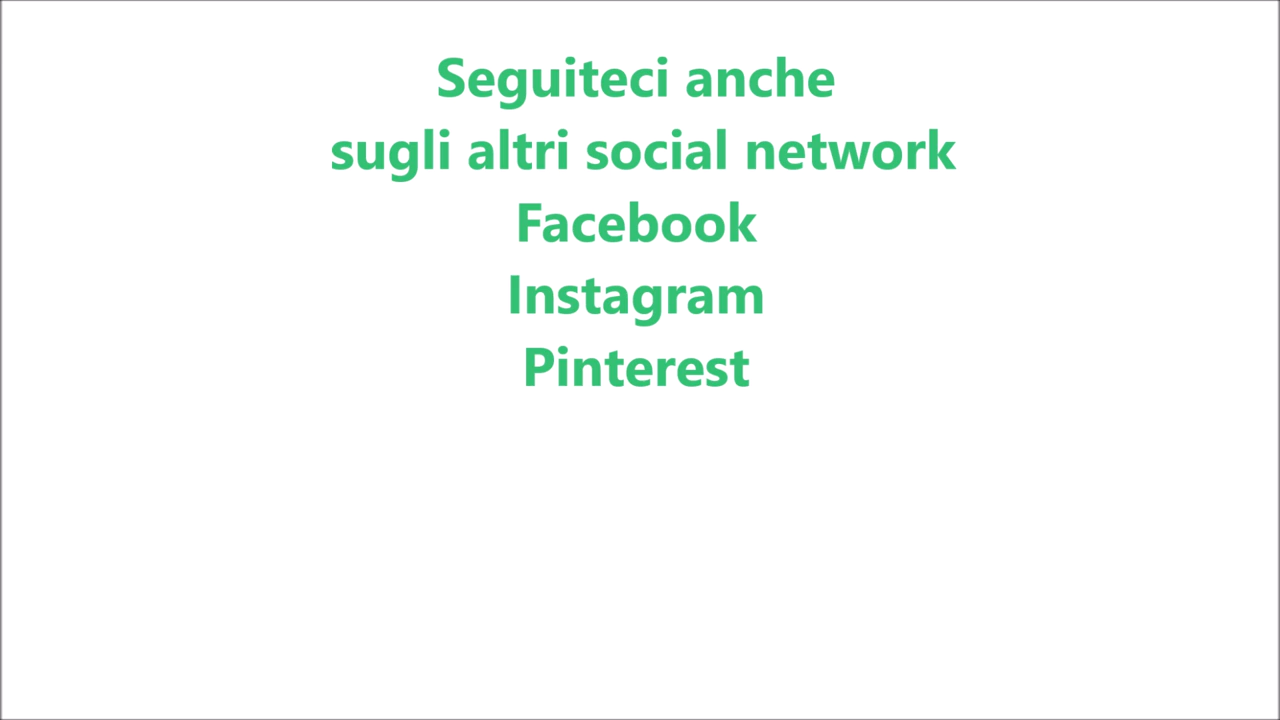 Seguiteci anche
sugli altri social network
Facebook
Instagram
Pinterest